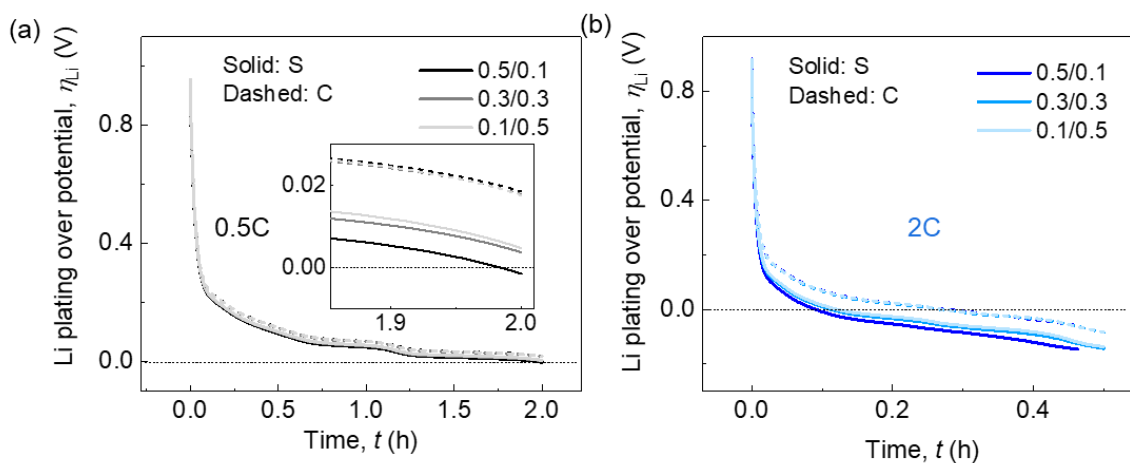 (a)
Li plating over potential, ηLi (V)
0.8
0.4
0.0
Solid: S
Dashed: C
0.5/0.1
0.3/0.3
0.1/0.5
0.5C
0.02
0.00
1.9
2.0
0.0
0.5
1.0
1.5
2.0
Time, t (h)
(b)
Li plating over potential, ηLi (V)
0.8
0.4
0.0
Solid: S
Dashed: C
0.5/0.1
0.3/0.3
0.1/0.5
2C
0.0
0.2
0.4
Time, t (h)